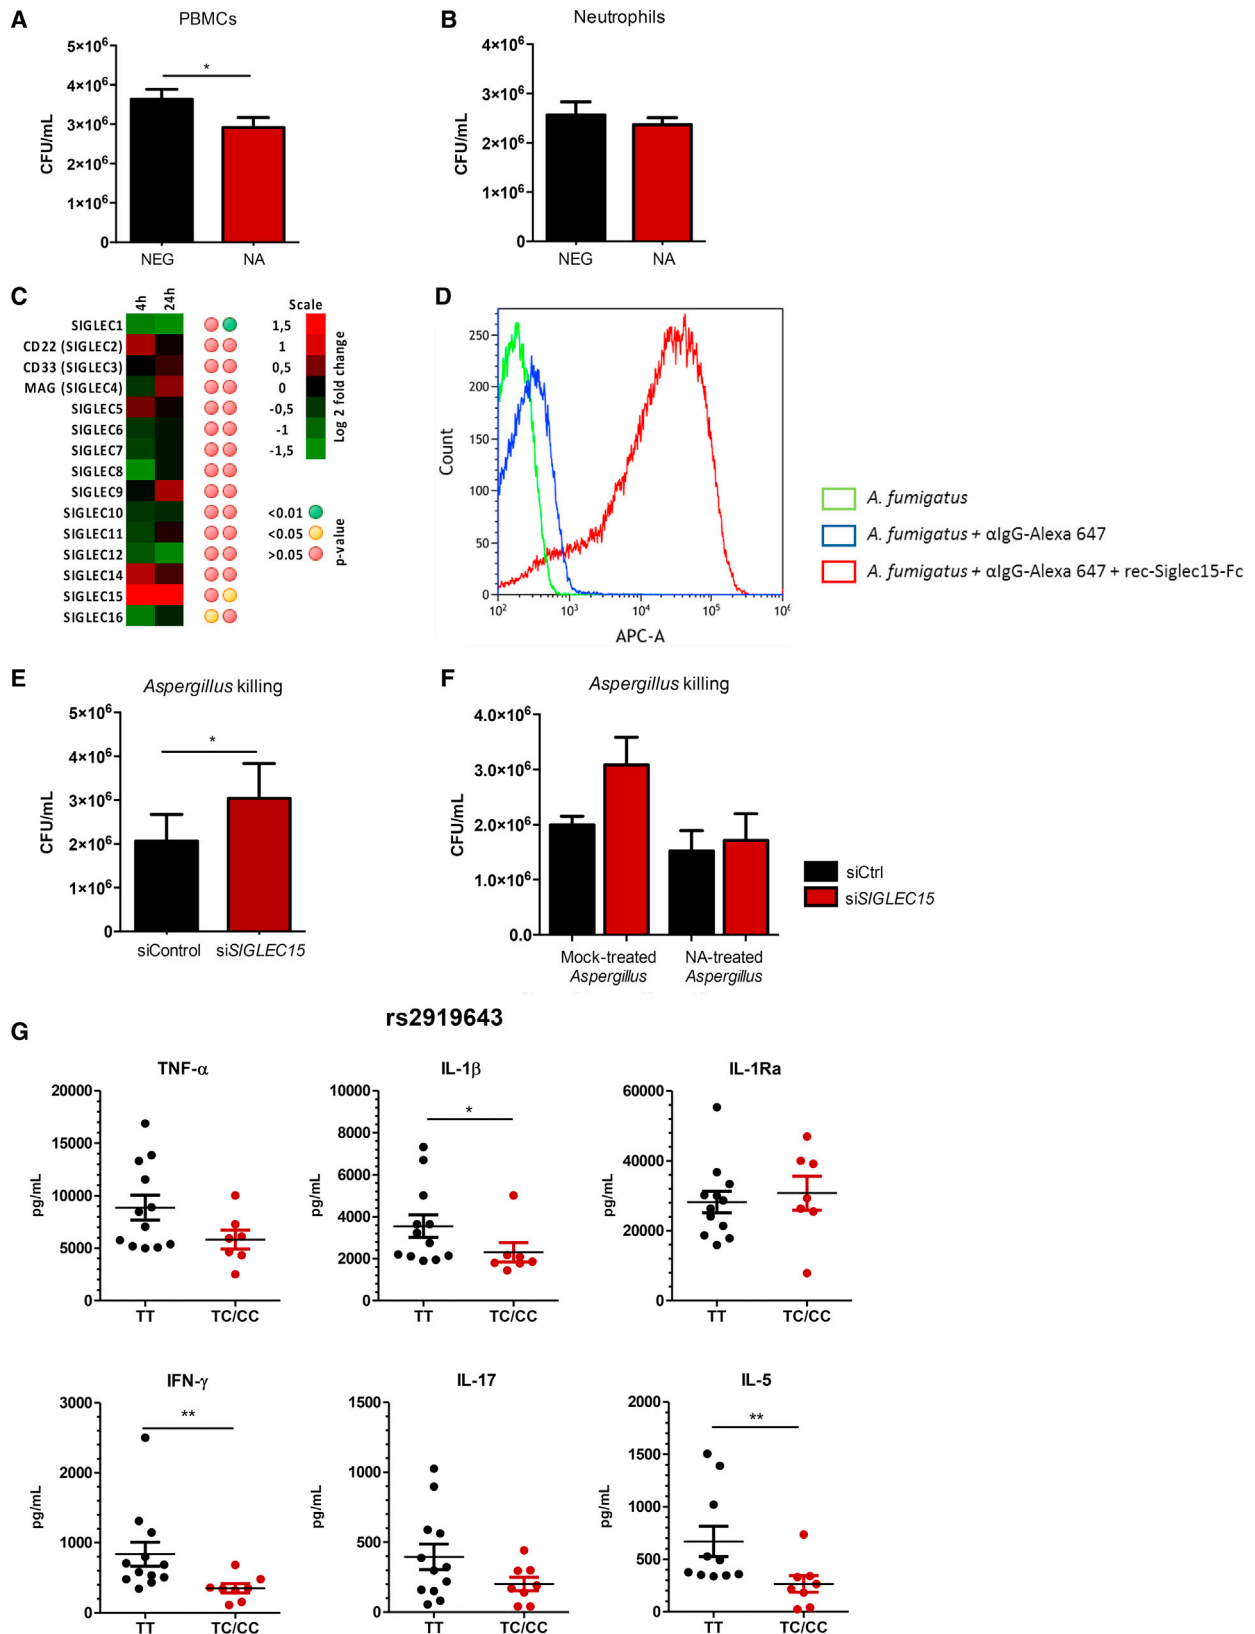 A
PBMCs
5×10⁶
4×10⁶
3×10⁶
2×10⁶
1×10⁶
0
CFU/mL
*
NEG
NA
B
Neutrophils
4×10⁶
3×10⁶
2×10⁶
1×10⁶
0
CFU/mL
NEG
NA
C
4h
24h
SIGLEC1
CD22 (SIGLEC2)
CD33 (SIGLEC3)
MAG (SIGLEC4)
SIGLEC5
SIGLEC6
SIGLEC7
SIGLEC8
SIGLEC9
SIGLEC10
SIGLEC11
SIGLEC12
SIGLEC14
SIGLEC15
SIGLEC16
Scale
1,5
1
0,5
0
-0,5
-1
-1,5
Log 2 fold change
<0.01
<0.05
>0.05
p-value
D
Count
250
200
150
100
50
0
10²
10³
10⁴
10⁵
10⁶
APC-A
A. fumigatus
A. fumigatus + αIgG-Alexa 647
A. fumigatus + αIgG-Alexa 647 + rec-Siglec15-Fc
E
Aspergillus killing
5×10⁶
4×10⁶
3×10⁶
2×10⁶
1×10⁶
0
CFU/mL
*
siControl
siSIGLEC15
F
Aspergillus killing
4.0×10⁶
3.0×10⁶
2.0×10⁶
1.0×10⁶
0.0
CFU/mL
Mock-treated
Aspergillus
NA-treated
Aspergillus
siCtrl
siSIGLEC15
G
rs2919643
TNF-α
20000
15000
10000
5000
0
pg/mL
TT
TC/CC
IL-1β
10000
8000
6000
4000
2000
0
pg/mL
*
TT
TC/CC
IL-1Ra
60000
40000
20000
0
pg/mL
TT
TC/CC
IFN-γ
3000
2000
1000
0
pg/mL
**
TT
TC/CC
IL-17
1500
1000
500
0
pg/mL
TT
TC/CC
IL-5
2000
1500
1000
500
0
pg/mL
**
TT
TC/CC